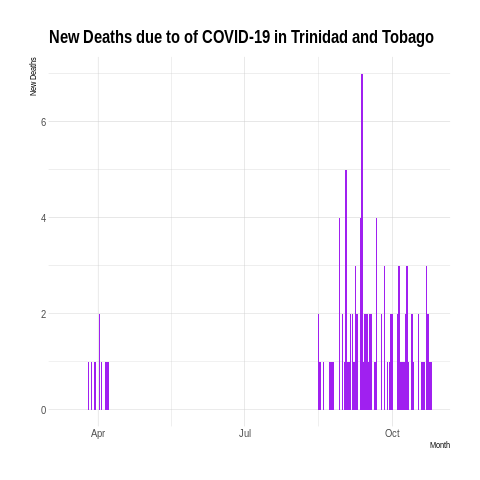 New Deaths due to of COVID-19 in Trinidad and Tobago
New Deaths
6
4
2
0
Apr
Jul
Oct
Month